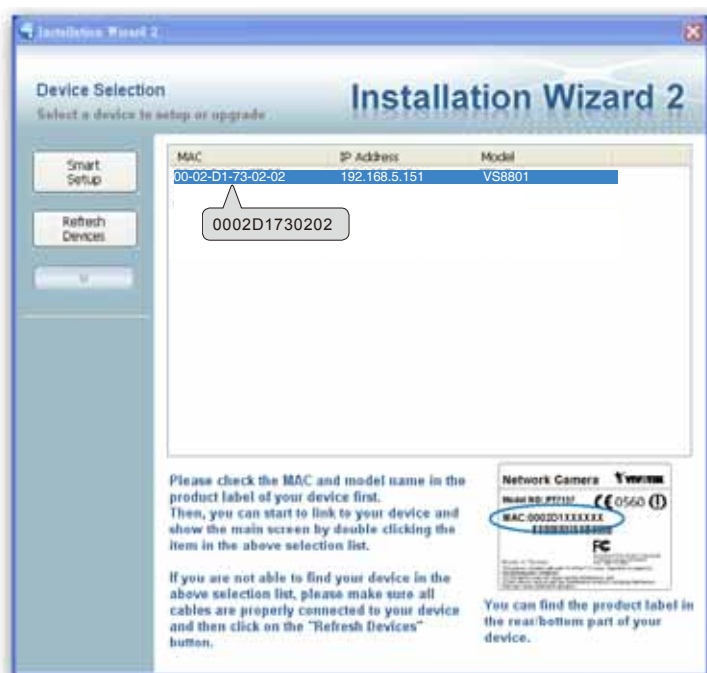 Installation Wizard 2
Device Selection
Select a device to setup or upgrade
Installation Wizard 2
Smart
Setup
Refresh
Devices
MAC IP Address Model
00-02-D1-73-02-02 192.168.5.151 VS8801
0002D1730202
Please check the MAC and model name in the
product label of your device first.
Then, you can start to link to your device and
show the main screen by double clicking the
item in the above selection list.
If you are not able to find your device in the
above selection list, please make sure all
cables are properly connected to your device
and then click on the "Refresh Devices"
button.
Network Camera VIVOTEK
Model NO: PT7137 CE0560
MAC:0002D1XXXXXX
FC
You can find the product label in
the rear/bottom part of your
device.